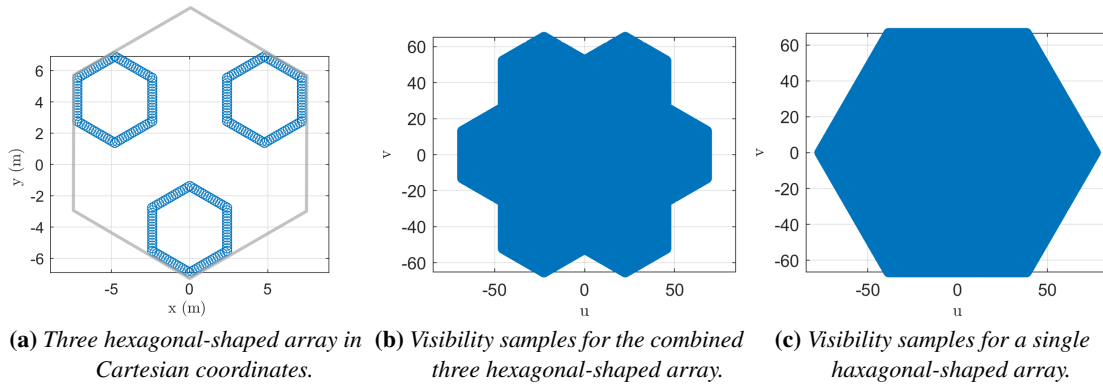 6
4
2
0
-2
-4
-6
y (m)
-5
0
5
x (m)
60
40
20
0
-20
-40
-60
v
-50
0
50
u
60
40
20
0
-20
-40
-60
v
-50
0
50
u
(a) Three hexagonal-shaped array in
Cartesian coordinates.
(b) Visibility samples for the combined
three hexagonal-shaped array.
(c) Visibility samples for a single
haxagonal-shaped array.